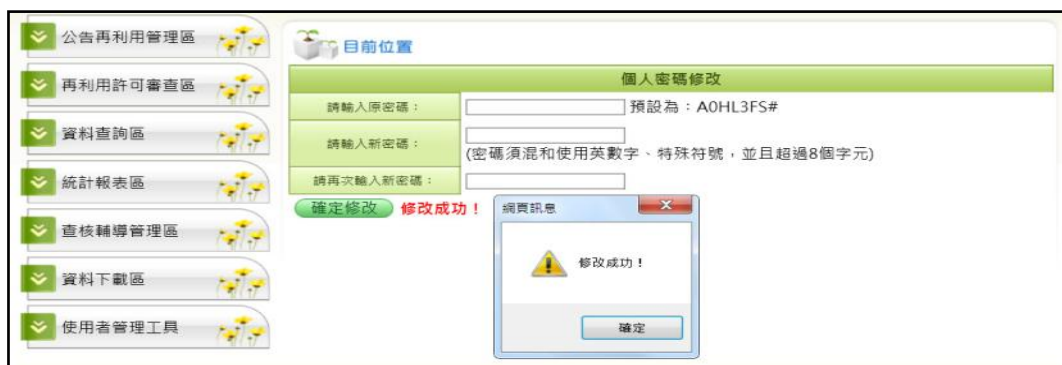 公告再利用管理區
再利用許可審查區
資料查詢區
統計報表區
查核輔導管理區
資料下載區
使用者管理工具
目前位置
個人密碼修改
請輸入原密碼：
預設為：A0HL3FS#
請輸入新密碼：
(密碼須混和使用英數字、特殊符號，並且超過8個字元)
請再次輸入新密碼：
確定修改 修改成功！
網頁訊息
修改成功！
確定